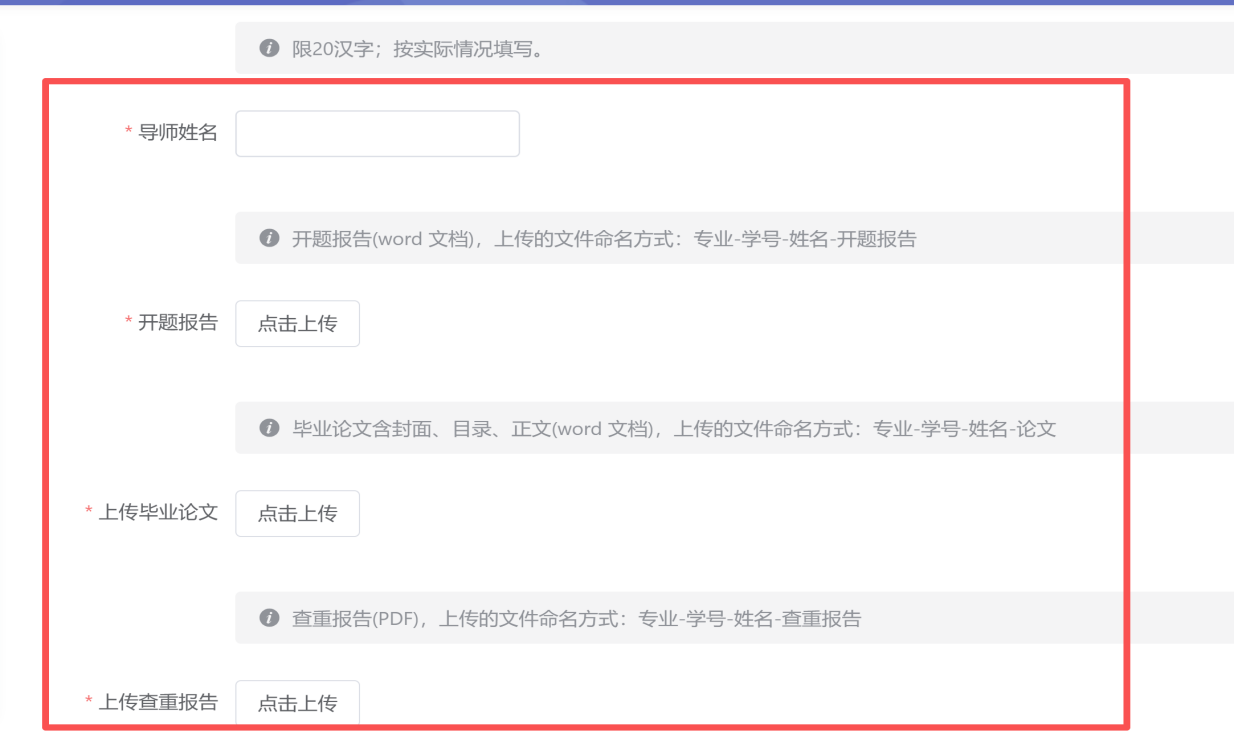 限20汉字；按实际情况填写。
* 导师姓名
开题报告(word 文档)，上传的文件命名方式：专业-学号-姓名-开题报告
* 开题报告 点击上传
毕业论文含封面、目录、正文(word 文档)，上传的文件命名方式：专业-学号-姓名-论文
* 上传毕业论文 点击上传
查重报告(PDF)，上传的文件命名方式：专业-学号-姓名-查重报告
* 上传查重报告 点击上传